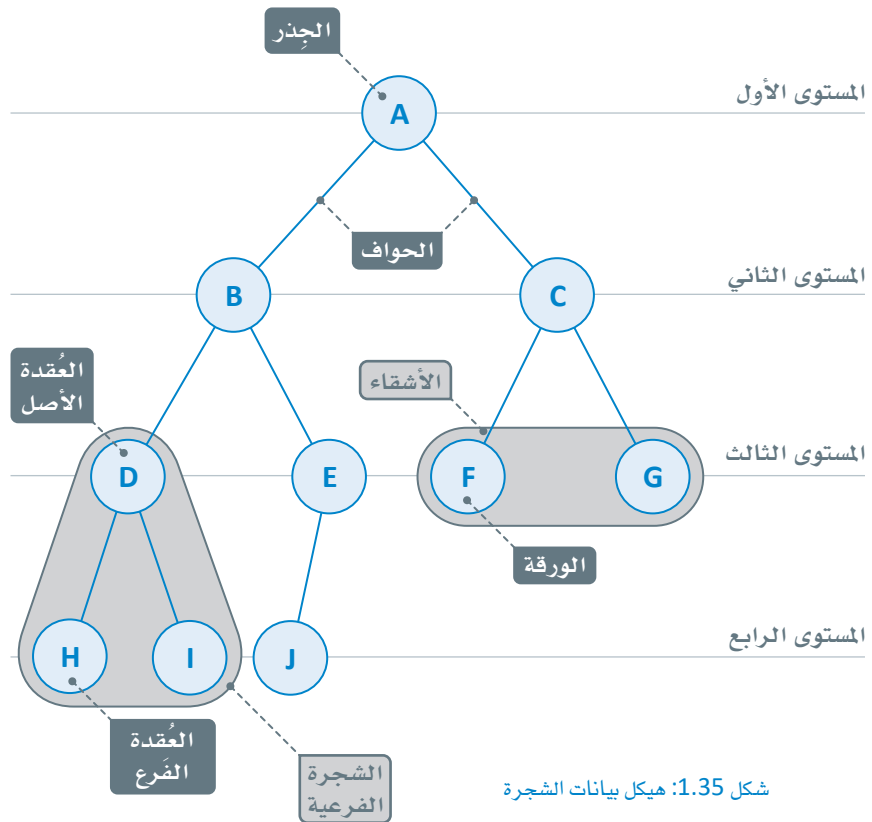 الجِذر
المستوى الأول
A
الحواف
المستوى الثاني
B
C
العُقدة
الأصل
الأشقاء
المستوى الثالث
D
E
F
G
الورقة
المستوى الرابع
H
I
J
العُقدة
الفَرع
الشجرة
الفرعية
شكل 1.35: هيكل بيانات الشجرة